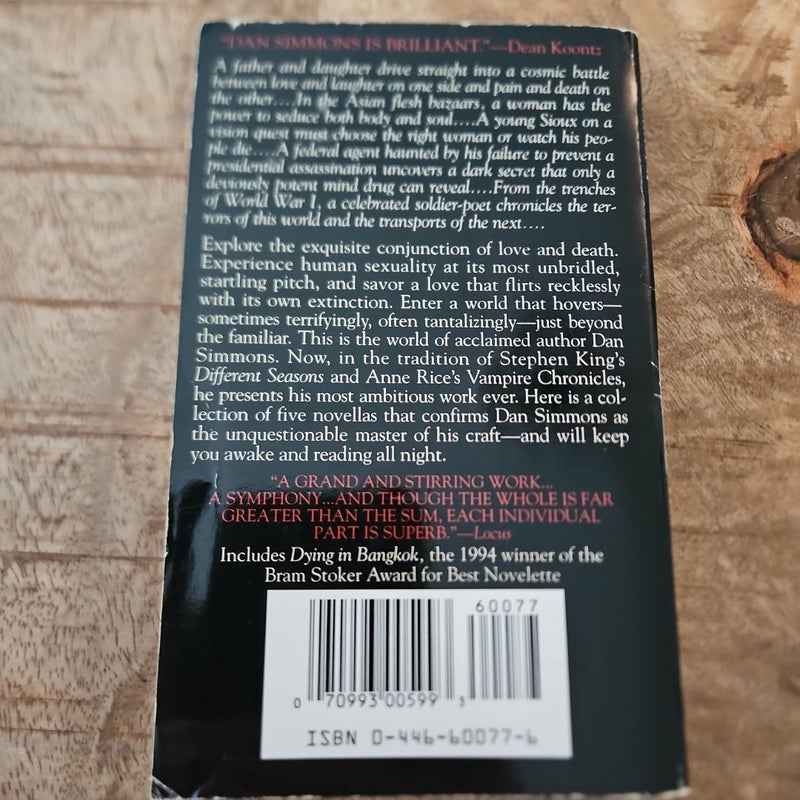 "DAN SIMMONS IS BRILLIANT."—Dean Koontz
A father and daughter drive straight into a cosmic battle
between love and laughter on one side and pain and death on
the other....In the Asian flesh bazaars, a woman has the
power to seduce both body and soul....A young Sioux on a
vision quest must choose the right woman or watch his peo-
ple die....A federal agent haunted by his failure to prevent a
presidential assassination uncovers a dark secret that only a
deviously potent mind drug can reveal....From the trenches
of World War I, a celebrated soldier-poet chronicles the ter-
rors of this world and the transports of the next....
Explore the exquisite conjunction of love and death.
Experience human sexuality at its most unbridled,
startling pitch, and savor a love that flirts recklessly
with its own extinction. Enter a world that hovers—
sometimes terrifyingly, often tantalizingly—just beyond
the familiar. This is the world of acclaimed author Dan
Simmons. Now, in the tradition of Stephen King's
Different Seasons and Anne Rice's Vampire Chronicles,
he presents his most ambitious work ever. Here is a col-
lection of five novellas that confirms Dan Simmons as
the unquestionable master of his craft—and will keep
you awake and reading all night.
"A GRAND AND STIRRING WORK...
A SYMPHONY...AND THOUGH THE WHOLE IS FAR
GREATER THAN THE SUM, EACH INDIVIDUAL
PART IS SUPERB."—Locus
Includes Dying in Bangkok, the 1994 winner of the
Bram Stoker Award for Best Novelette
60077
0 70993 00599 5
ISBN 0-446-60077-6